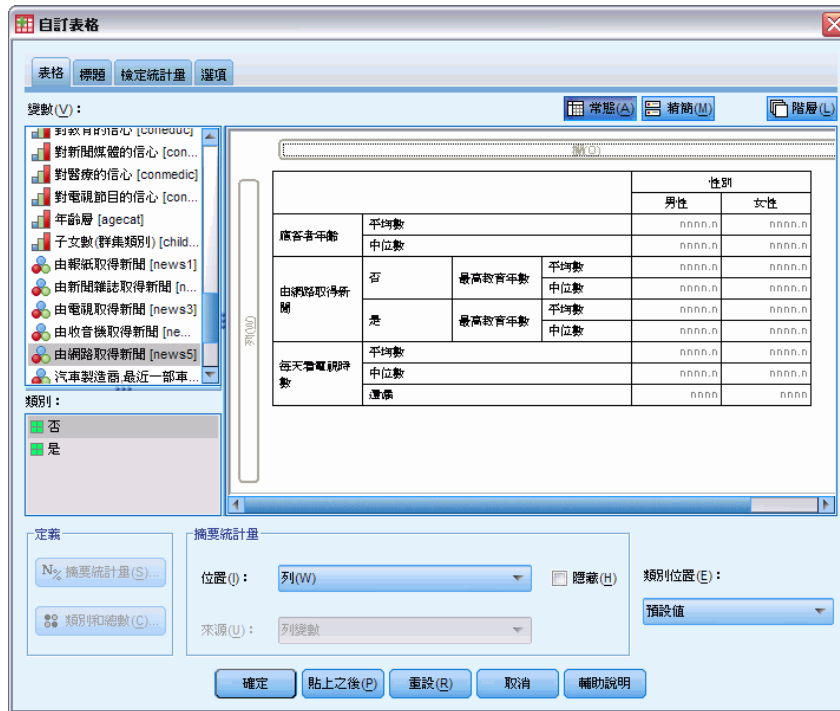 自訂表格
表格 標題 檢定統計量 選項
變數(V):
常態(A) 精簡(M) 階層(L)
對教育的信心 [coneduc]
對新聞媒體的信心 [con...
對醫療的信心 [conmedic]
對電視節目的信心 [con...
年齡層 [agecat]
子女數(群集類別) [child...
由報紙取得新聞 [news1]
由新聞雜誌取得新聞 [n...
由電視取得新聞 [news3]
由收音機取得新聞 [ne...
由網路取得新聞 [news5]
汽車製造商,最近一部車...
類別:
否
是
欄(O)
列(W)
性別
男性 女性
應答者年齡 平均數 nnnn.n nnnn.n
中位數 nnnn.n nnnn.n
由網路取得新聞 否 最高教育年數 平均數 nnnn.n nnnn.n
中位數 nnnn.n nnnn.n
是 最高教育年數 平均數 nnnn.n nnnn.n
中位數 nnnn.n nnnn.n
每天看電視時數 平均數 nnnn.n nnnn.n
中位數 nnnn.n nnnn.n
遺漏 nnnn nnnn
定義
N% 摘要統計量(S)...
類別和總數(C)...
摘要統計量
位置(I): 列(W) 隱藏(H)
來源(U): 列變數
類別位置(E):
預設值
確定 貼上之後(P) 重設(R) 取消 輔助說明